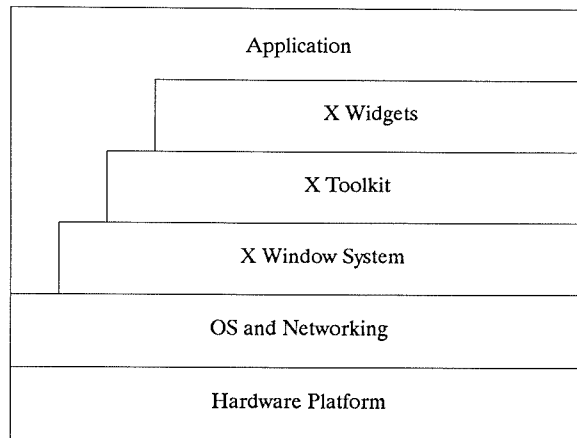 Application
X Widgets
X Toolkit
X Window System
OS and Networking
Hardware Platform